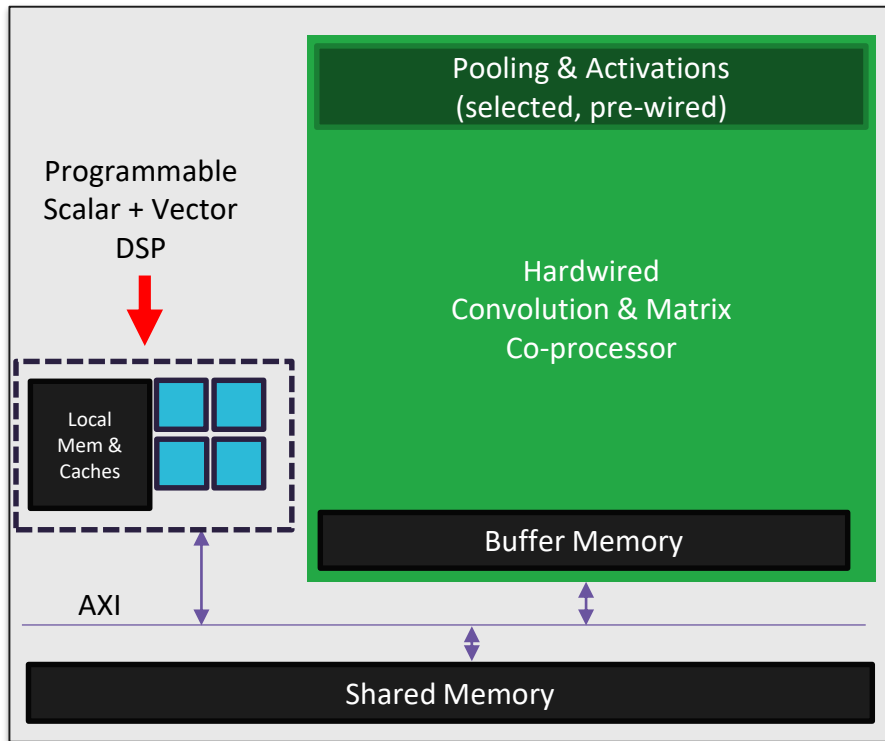 Pooling & Activations
(selected, pre-wired)
Programmable
Scalar + Vector
DSP
Hardwired
Convolution & Matrix
Co-processor
Local
Mem &
Caches
Buffer Memory
AXI
Shared Memory